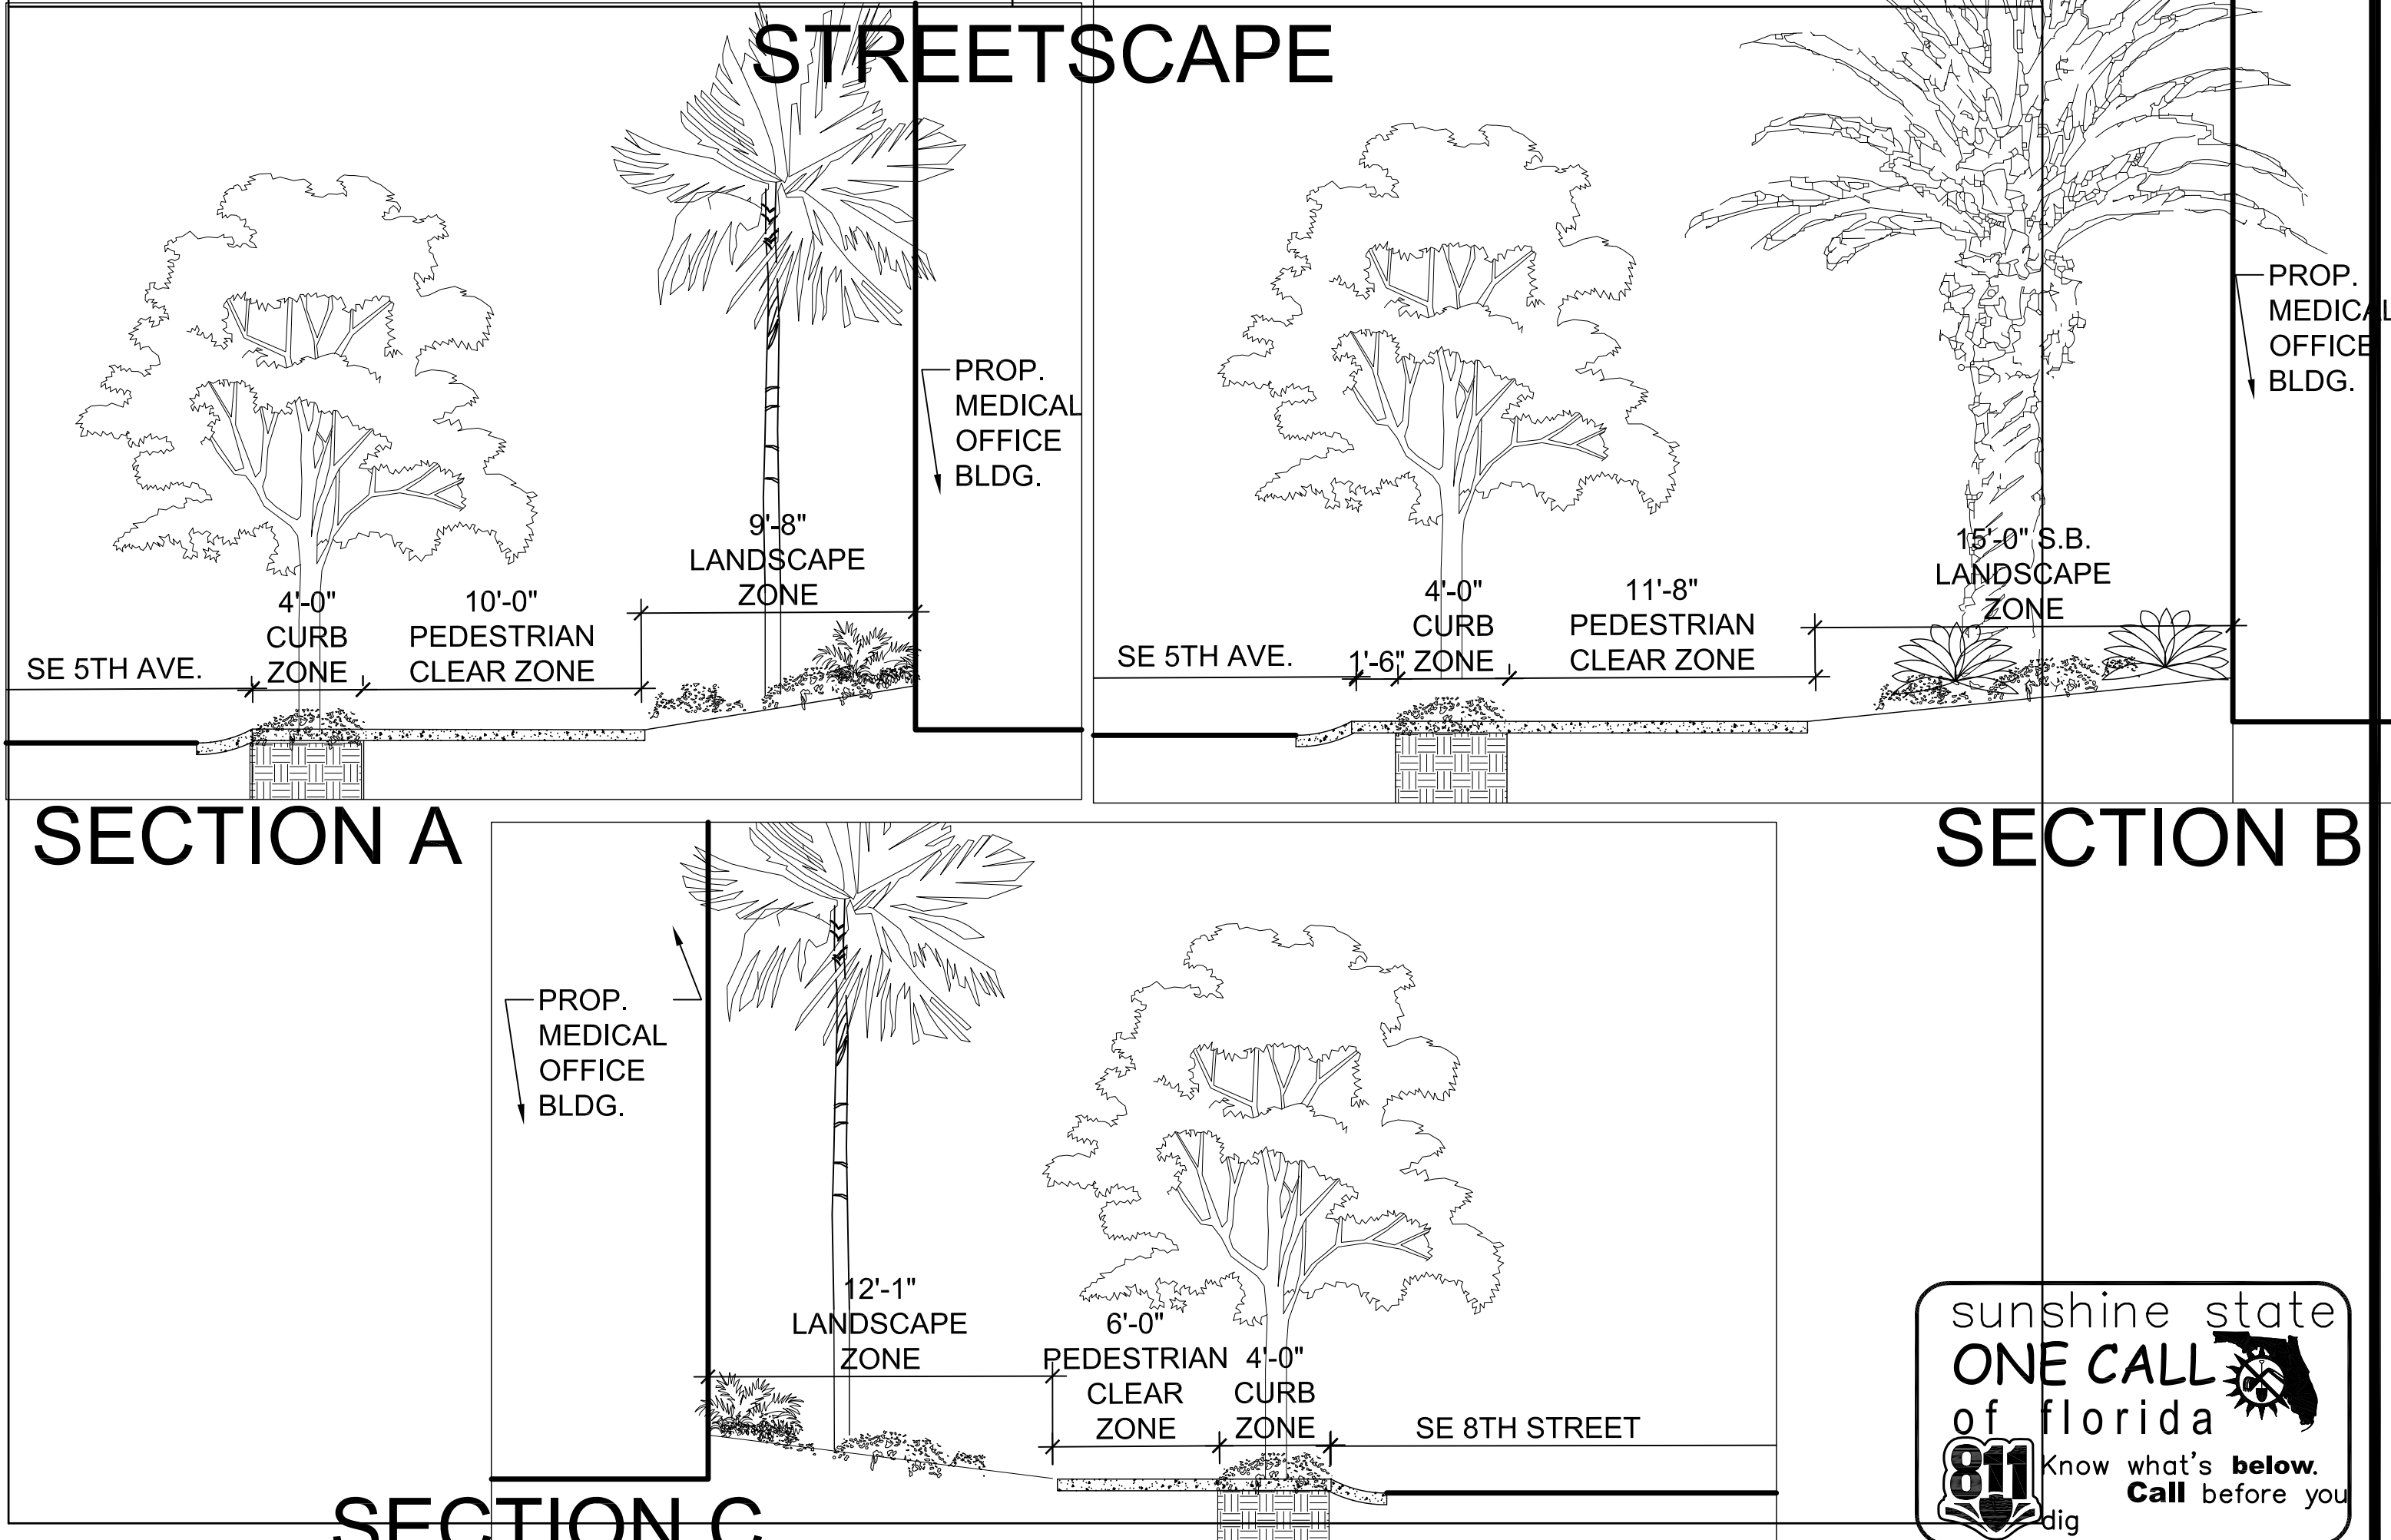 STREETSCAPE
PROP.
MEDICAL
OFFICE
BLDG.
9'-8"
LANDSCAPE
ZONE
4'-0"
CURB
ZONE
10'-0"
PEDESTRIAN
CLEAR ZONE
SE 5TH AVE.
SECTION A
PROP.
MEDICAL
OFFICE
BLDG.
15'-0" S.B.
LANDSCAPE
ZONE
4'-0"
CURB
ZONE
11'-8"
PEDESTRIAN
CLEAR ZONE
SE 5TH AVE.
1'-6"
SECTION B
PROP.
MEDICAL
OFFICE
BLDG.
12'-1"
LANDSCAPE
ZONE
6'-0"
PEDESTRIAN
CLEAR
ZONE
4'-0"
CURB
ZONE
SE 8TH STREET
SECTION C
sunshine state
ONE CALL
of florida
811
Know what's below.
Call before you
dig